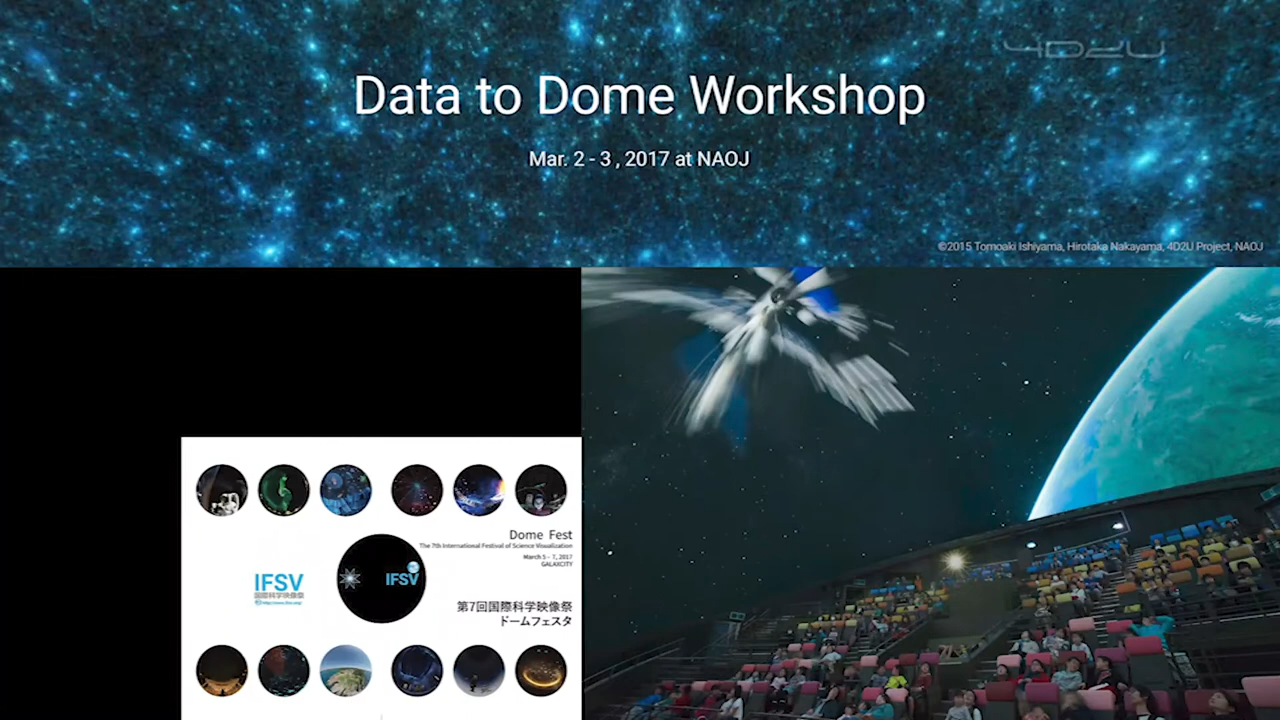 4D2U
Data to Dome Workshop
Mar. 2 - 3 , 2017 at NAOJ
©2015 Tomoaki Ishiyama, Hirotaka Nakayama, 4D2U Project, NAOJ
Dome Fest
The 7th International Festival of Science Visualization
March 5 - 7, 2017
GALAXCITY
IFSV
国際科学映像祭
IFSV
第7回国際科学映像祭
ドームフェスタ